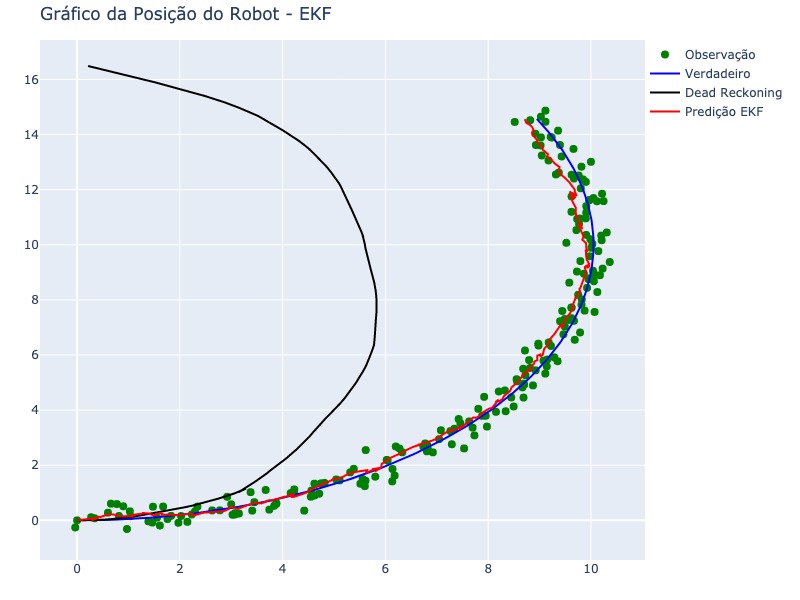 Gráfico da Posição do Robot - EKF
Observação
Verdadeiro
Dead Reckoning
Predição EKF
16
14
12
10
8
6
4
2
0
0 2 4 6 8 10